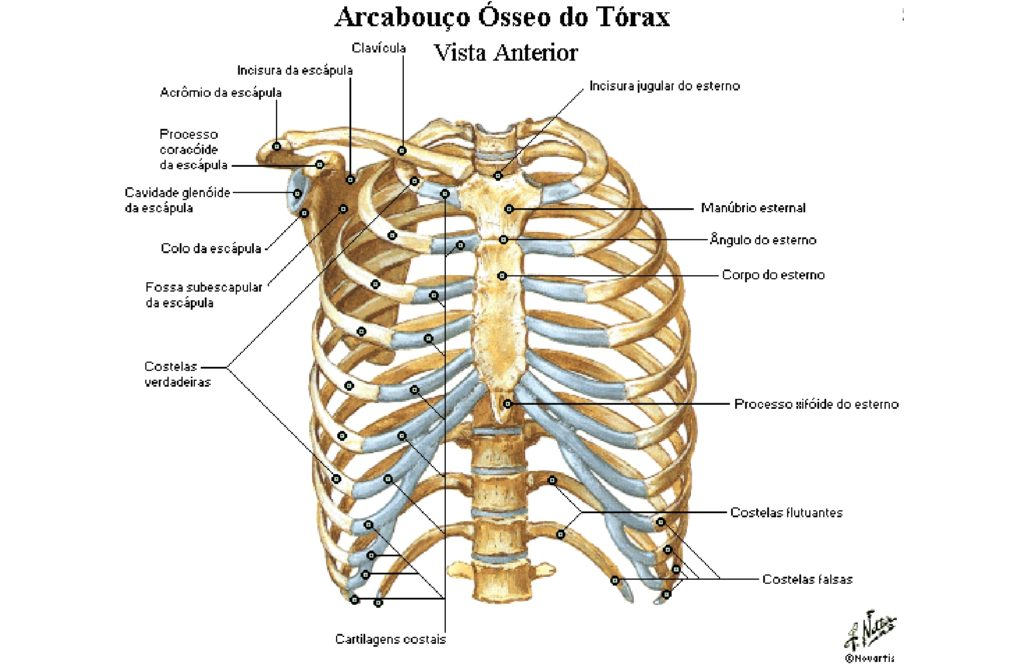 Arcabouço Ósseo do Tórax
Vista Anterior
Clavícula
Incisura da escápula
Acrômio da escápula
Incisura jugular do esterno
Processo
coracóide
da escápula
Cavidade glenóide
da escápula
Manúbrio esternal
Colo da escápula
Ângulo do esterno
Corpo do esterno
Fossa subescapular
da escápula
Costelas
verdadeiras
Processo xifóide do esterno
Costelas flutuantes
Costelas falsas
Cartilagens costais
©Novartis